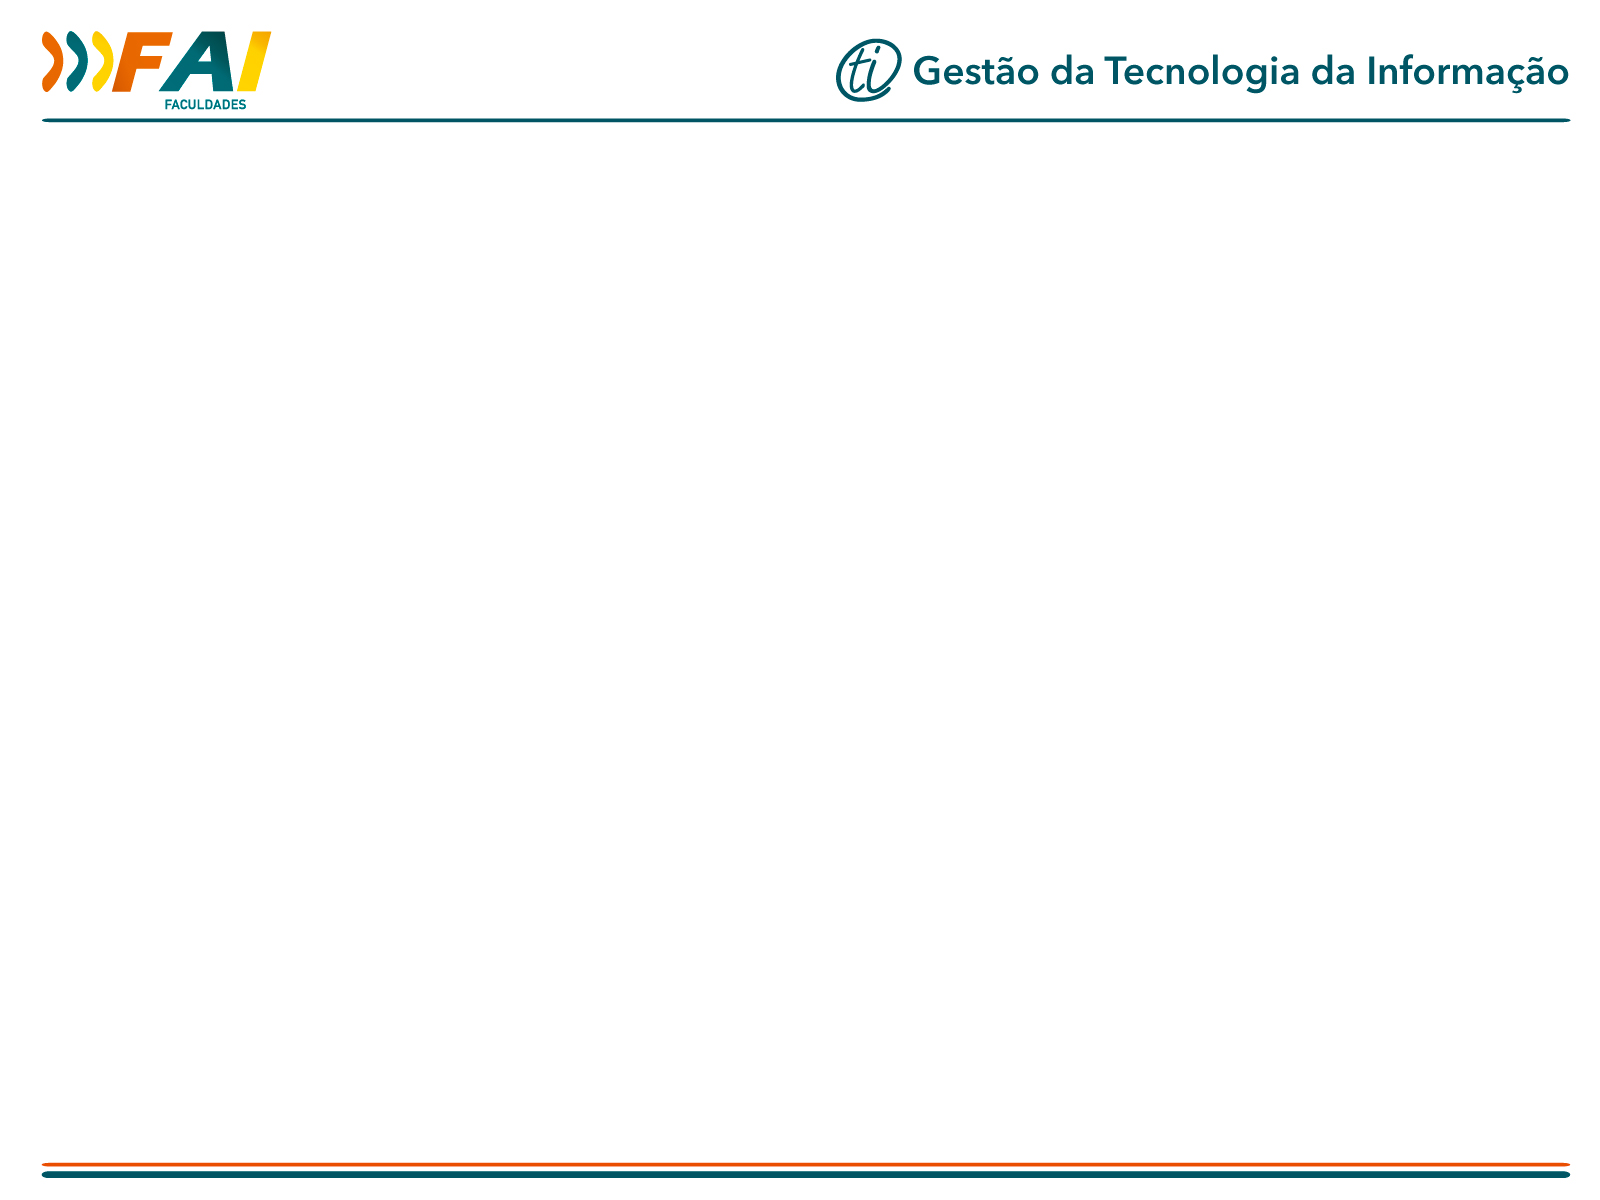 FAI
FACULDADES
ti Gestão da Tecnologia da Informação